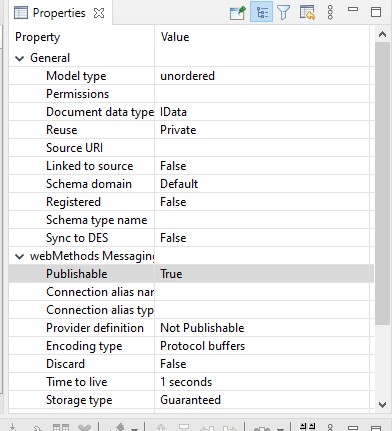 Properties
Property Value
General
Model type unordered
Permissions
Document data type IData
Reuse Private
Source URI
Linked to source False
Schema domain Default
Registered False
Schema type name
Sync to DES False
webMethods Messaging
Publishable True
Connection alias nar
Connection alias typ
Provider definition Not Publishable
Encoding type Protocol buffers
Discard False
Time to live 1 seconds
Storage type Guaranteed